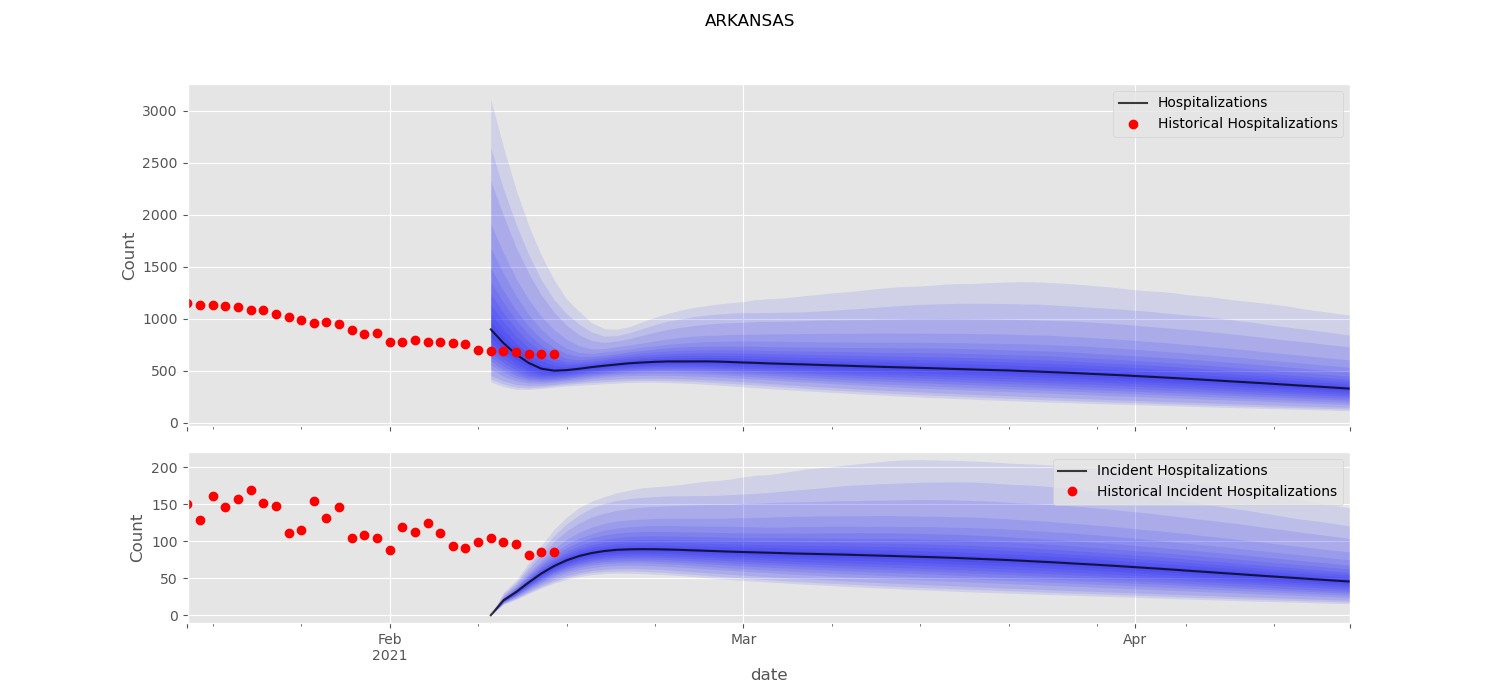 ARKANSAS
3000
2500
2000
1500
1000
500
0
Count
Hospitalizations
Historical Hospitalizations
200
150
100
50
0
Count
Incident Hospitalizations
Historical Incident Hospitalizations
Feb
2021
Mar
Apr
date